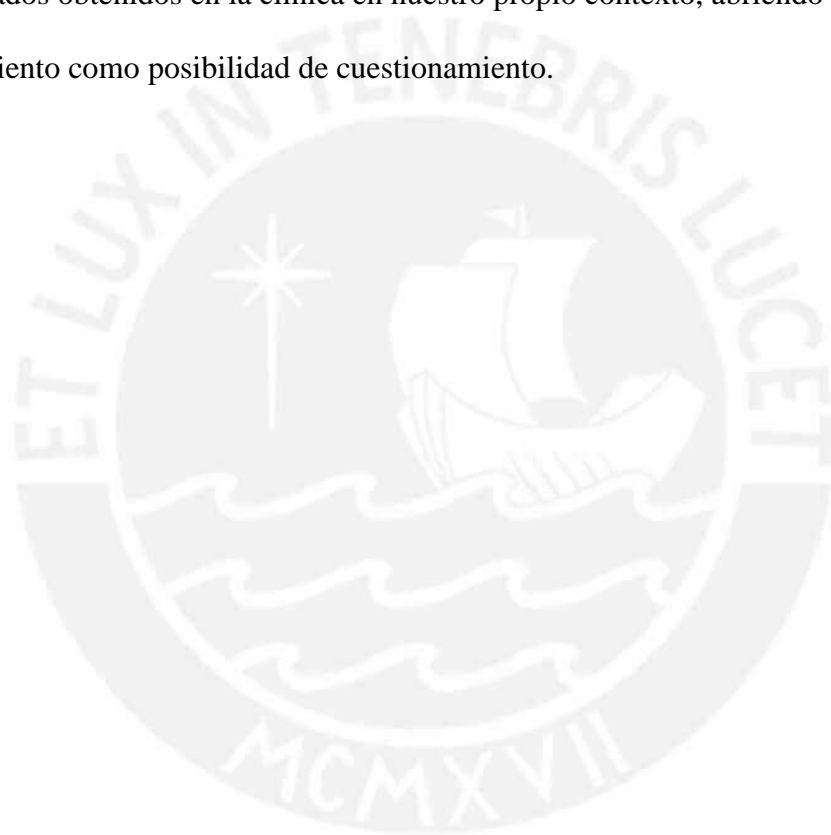 ados obtenidos en la clínica en nuestro propio contexto, abriendo
iento como posibilidad de cuestionamiento.
ET LUX IN TENEBRIS LUCET
MCMXVII